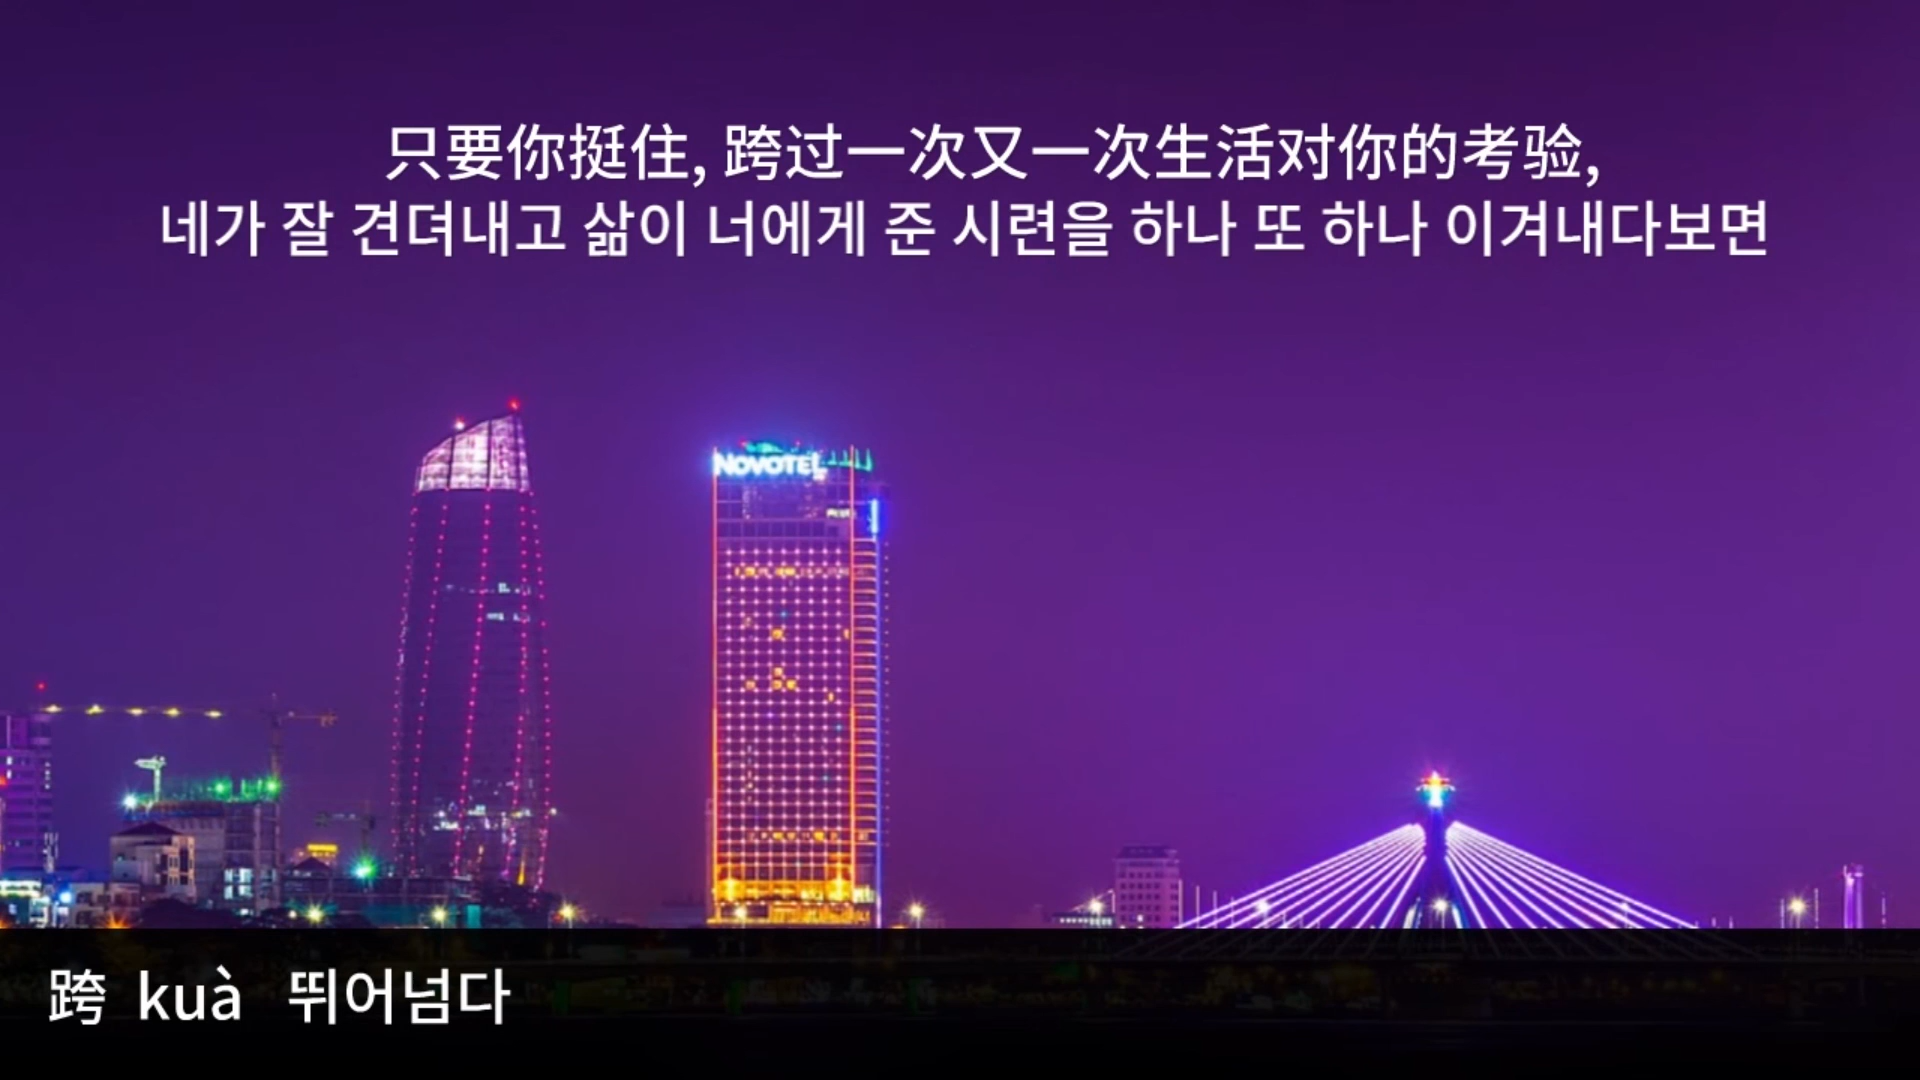 只要你挺住, 跨过一次又一次生活对你的考验,
네가 잘 견뎌내고 삶이 너에게 준 시련을 하나 또 하나 이겨내다보면
NOVOTEL
跨 kuà 뛰어넘다